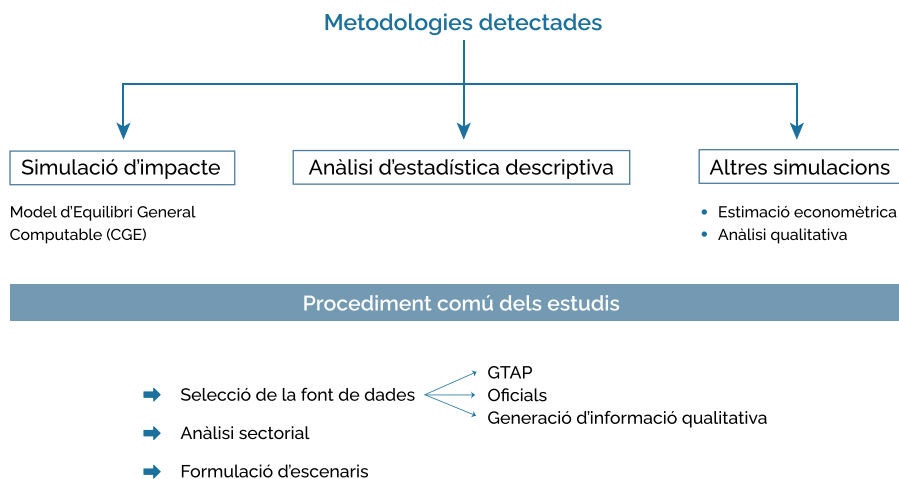 Metodologies detectades
Simulació d’impacte
Anàlisi d’estadística descriptiva
Altres simulacions
Model d’Equilibri General
Computable (CGE)
• Estimació economètrica
• Anàlisi qualitativa
Procediment comú dels estudis
Selecció de la font de dades
GTAP
Oficials
Generació d’informació qualitativa
Anàlisi sectorial
Formulació d’escenaris